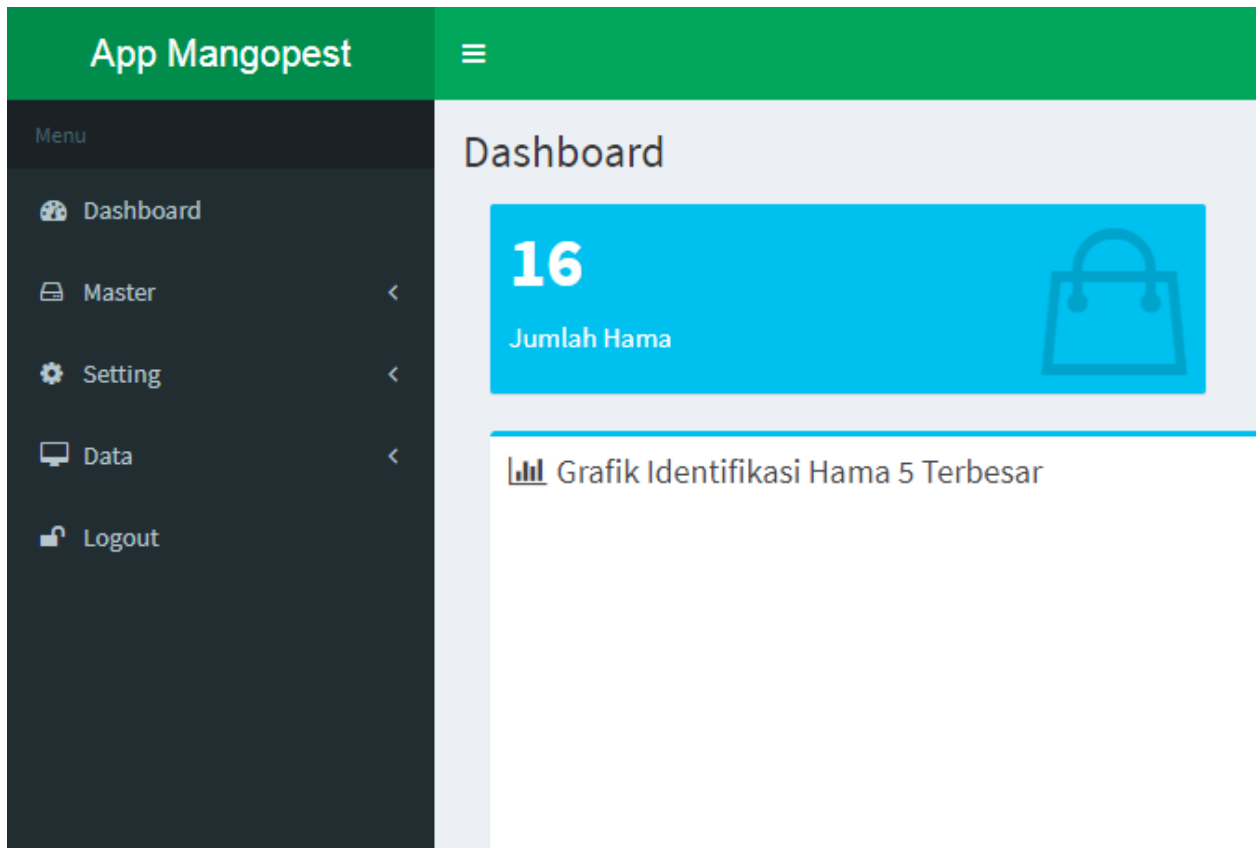 App Mangopest
Menu
Dashboard
Master
Setting
Data
Logout
Dashboard
16
Jumlah Hama
Grafik Identifikasi Hama 5 Terbesar